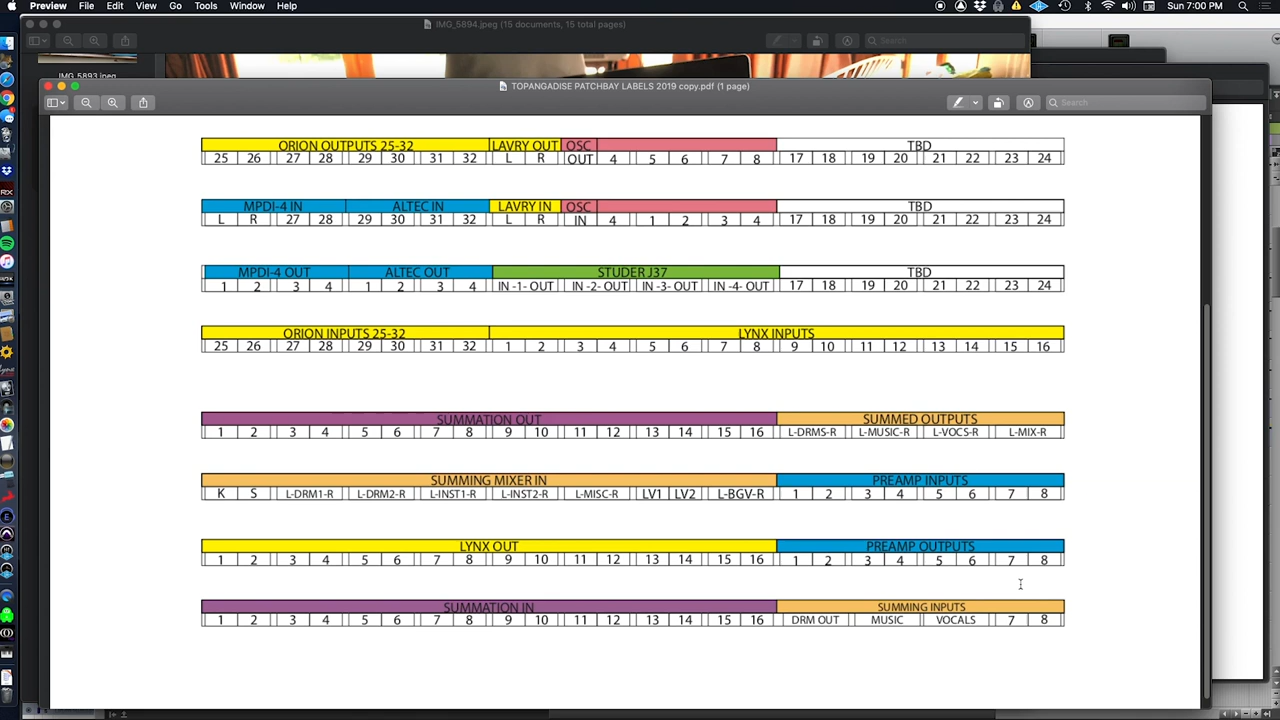 Preview File Edit View Go Tools Window Help Sun 7:00 PM
IMG_5894.jpeg (15 documents, 15 total pages)
Search
IMG_5893.jpeg
TOPANGADISE PATCHBAY LABELS 2019 copy.pdf (1 page)
Search
ORION OUTPUTS 25-32 LAVRY OUT OSC TBD
25 26 27 28 29 30 31 32 L R OUT 4 5 6 7 8 17 18 19 20 21 22 23 24
MPDI-4 IN ALTEC IN LAVRY IN OSC TBD
L R 27 28 29 30 31 32 L R IN 4 1 2 3 4 17 18 19 20 21 22 23 24
MPDI-4 OUT ALTEC OUT STUDER J37 TBD
1 2 3 4 1 2 3 4 IN -1- OUT IN -2- OUT IN -3- OUT IN -4- OUT 17 18 19 20 21 22 23 24
ORION INPUTS 25-32 LYNX INPUTS
25 26 27 28 29 30 31 32 1 2 3 4 5 6 7 8 9 10 11 12 13 14 15 16
SUMMATION OUT SUMMED OUTPUTS
1 2 3 4 5 6 7 8 9 10 11 12 13 14 15 16 L-DRMS-R L-MUSIC-R L-VOCS-R L-MIX-R
SUMMING MIXER IN PREAMP INPUTS
K S L-DRM1-R L-DRM2-R L-INST1-R L-INST2-R L-MISC-R LV1 LV2 L-BGV-R 1 2 3 4 5 6 7 8
LYNX OUT PREAMP OUTPUTS
1 2 3 4 5 6 7 8 9 10 11 12 13 14 15 16 1 2 3 4 5 6 7 8
SUMMATION IN SUMMING INPUTS
1 2 3 4 5 6 7 8 9 10 11 12 13 14 15 16 DRM OUT MUSIC VOCALS 7 8